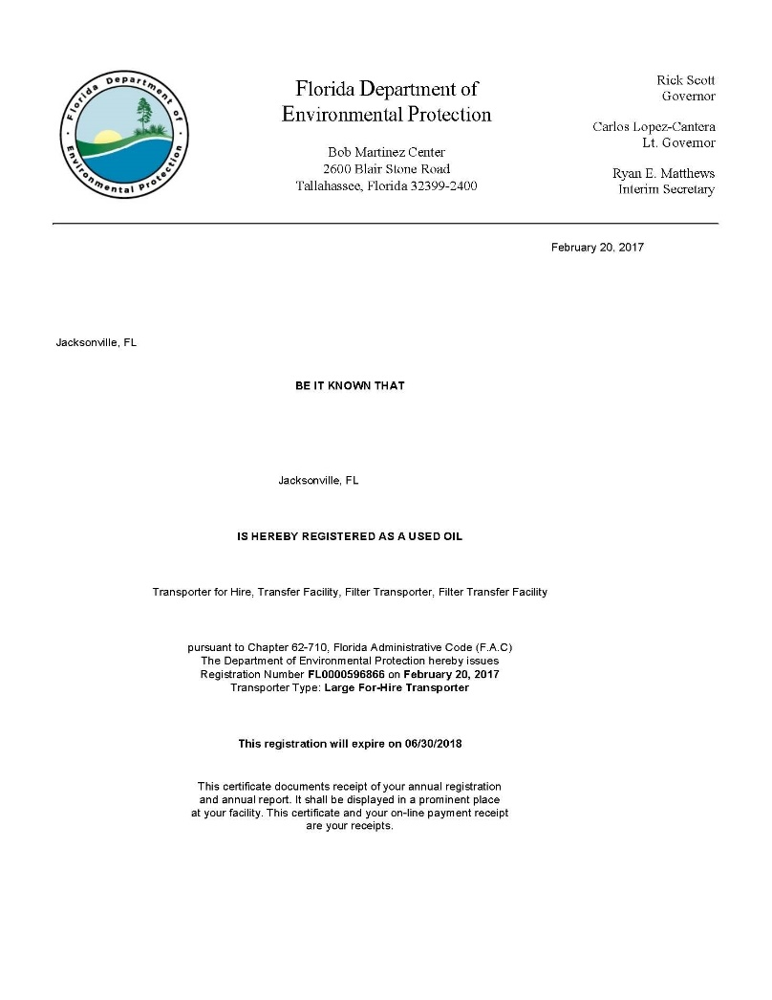 Florida Department of
Environmental Protection
Florida Department of
Environmental Protection
Bob Martinez Center
2600 Blair Stone Road
Tallahassee, Florida 32399-2400
Rick Scott
Governor
Carlos Lopez-Cantera
Lt. Governor
Ryan E. Matthews
Interim Secretary
February 20, 2017
Jacksonville, FL
BE IT KNOWN THAT
Jacksonville, FL
IS HEREBY REGISTERED AS A USED OIL
Transporter for Hire, Transfer Facility, Filter Transporter, Filter Transfer Facility
pursuant to Chapter 62-710, Florida Administrative Code (F.A.C)
The Department of Environmental Protection hereby issues
Registration Number FL0000596866 on February 20, 2017
Transporter Type: Large For-Hire Transporter
This registration will expire on 06/30/2018
This certificate documents receipt of your annual registration
and annual report. It shall be displayed in a prominent place
at your facility. This certificate and your on-line payment receipt
are your receipts.